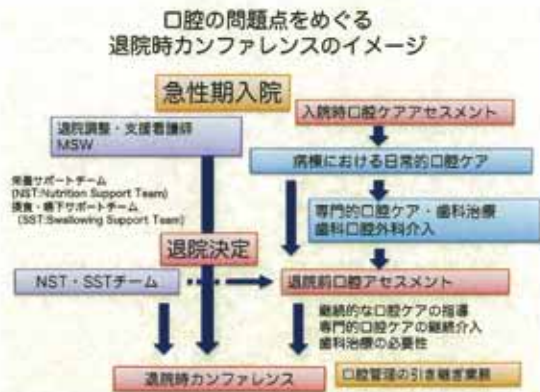 口腔の問題点をめぐる
退院時カンファレンスのイメージ
急性期入院
入院時口腔ケアアセスメント
退院調整・支援看護師
MSW
病棟における日常的口腔ケア
栄養サポートチーム
(NST:Nutrition Support Team)
摂食・嚥下サポートチーム
(SST:Swallowing Support Team)
専門的口腔ケア・歯科治療
歯科口腔外科介入
退院決定
NST・SSTチーム
退院前口腔アセスメント
継続的な口腔ケアの指導
専門的口腔ケアの継続介入
歯科治療の必要性
退院時カンファレンス
口腔管理の引き継ぎ業務